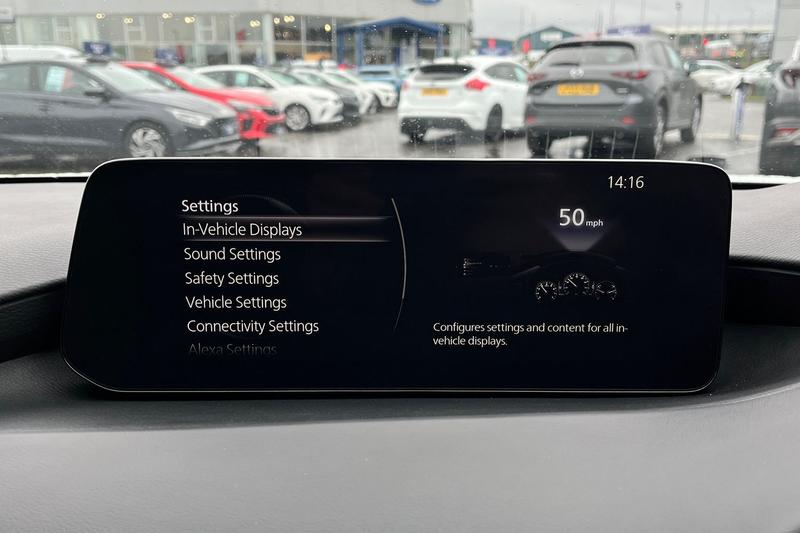 14:16
Settings
In-Vehicle Displays
Sound Settings
Safety Settings
Vehicle Settings
Connectivity Settings
Alexa Settings
50 mph
Configures settings and content for all in-
vehicle displays.